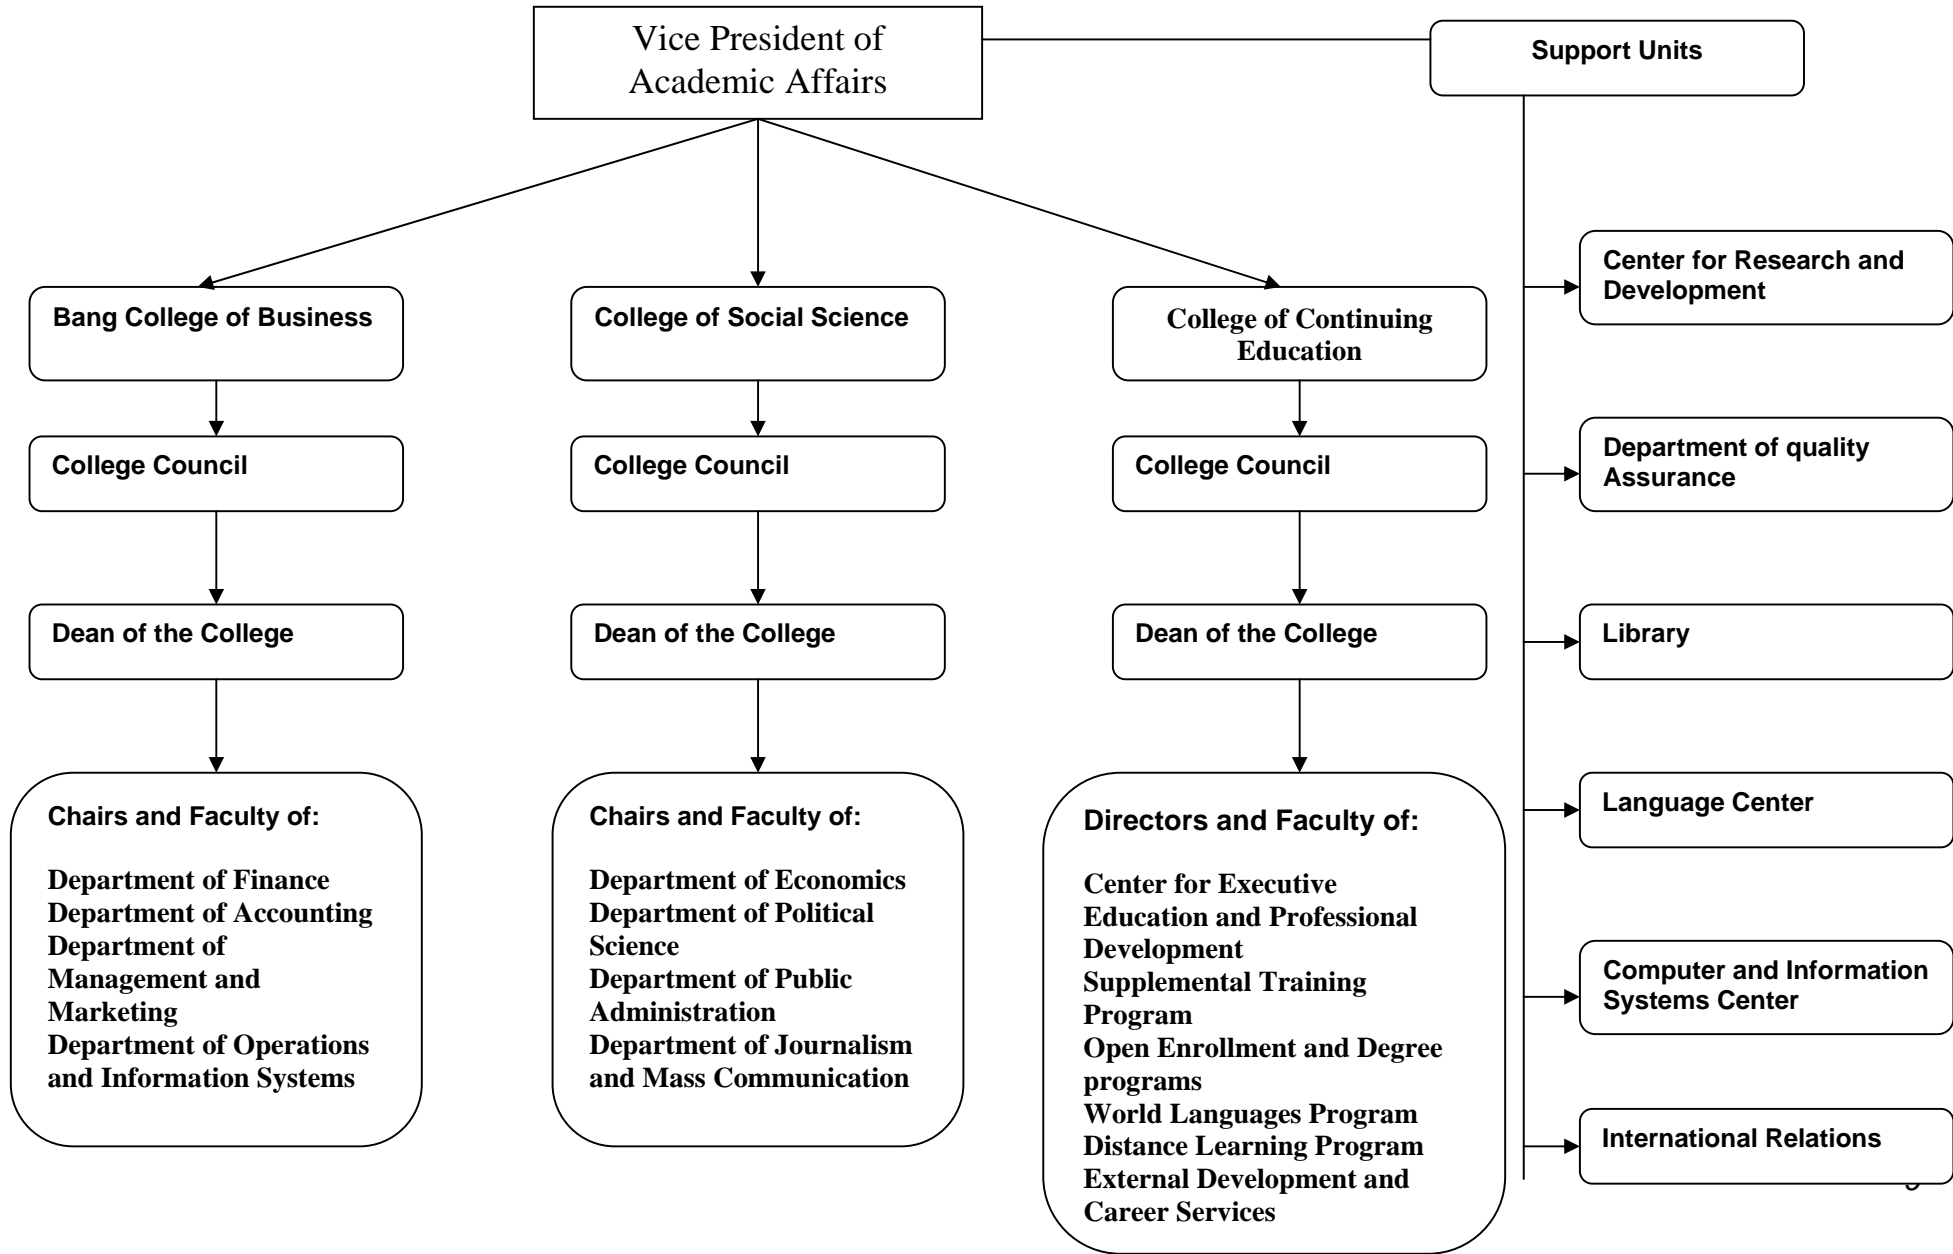 Vice President of
Academic Affairs
Support Units
Bang College of Business
College Council
Dean of the College
Chairs and Faculty of:
Department of Finance
Department of Accounting
Department of
Management and
Marketing
Department of Operations
and Information Systems
College of Social Science
College Council
Dean of the College
Chairs and Faculty of:
Department of Economics
Department of Political
Science
Department of Public
Administration
Department of Journalism
and Mass Communication
College of Continuing
Education
College Council
Dean of the College
Directors and Faculty of:
Center for Executive
Education and Professional
Development
Supplemental Training
Program
Open Enrollment and Degree
programs
World Languages Program
Distance Learning Program
External Development and
Career Services
Center for Research and
Development
Department of quality
Assurance
Library
Language Center
Computer and Information
Systems Center
International Relations